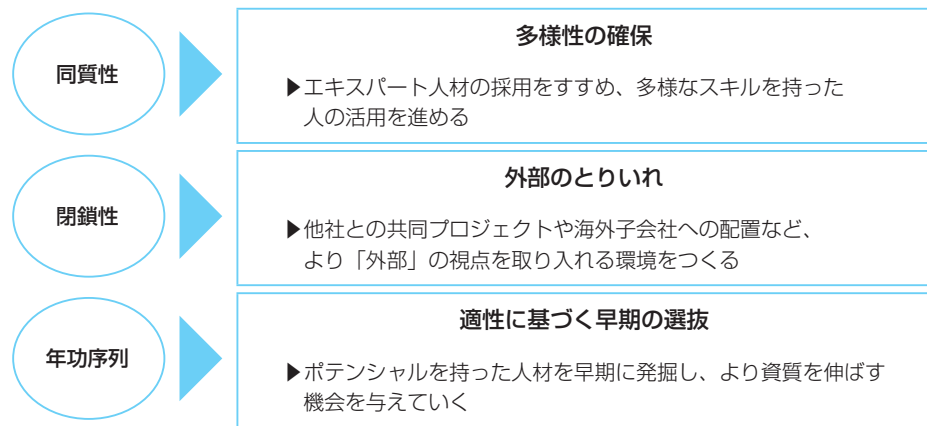 同質性
多様性の確保
▶エキスパート人材の採用をすすめ、多様なスキルを持った
人の活用を進める
閉鎖性
外部のとりいれ
▶他社との共同プロジェクトや海外子会社への配置など、
より「外部」の視点を取り入れる環境をつくる
年功序列
適性に基づく早期の選抜
▶ポテンシャルを持った人材を早期に発掘し、より資質を伸ばす
機会を与えていく